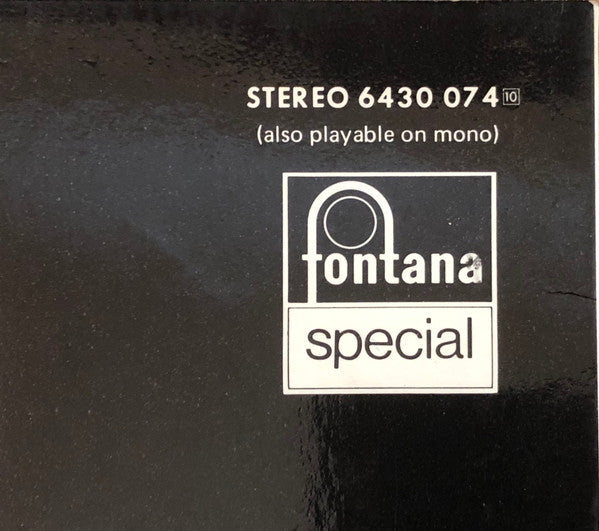 STEREO 6430 074 10
(also playable on mono)
fontana
special